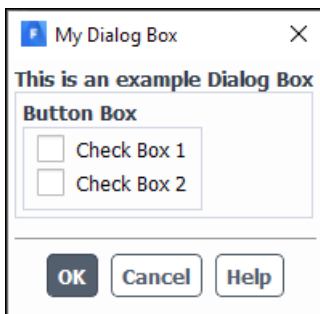 F My Dialog Box
This is an example Dialog Box
Button Box
Check Box 1
Check Box 2
OK Cancel Help